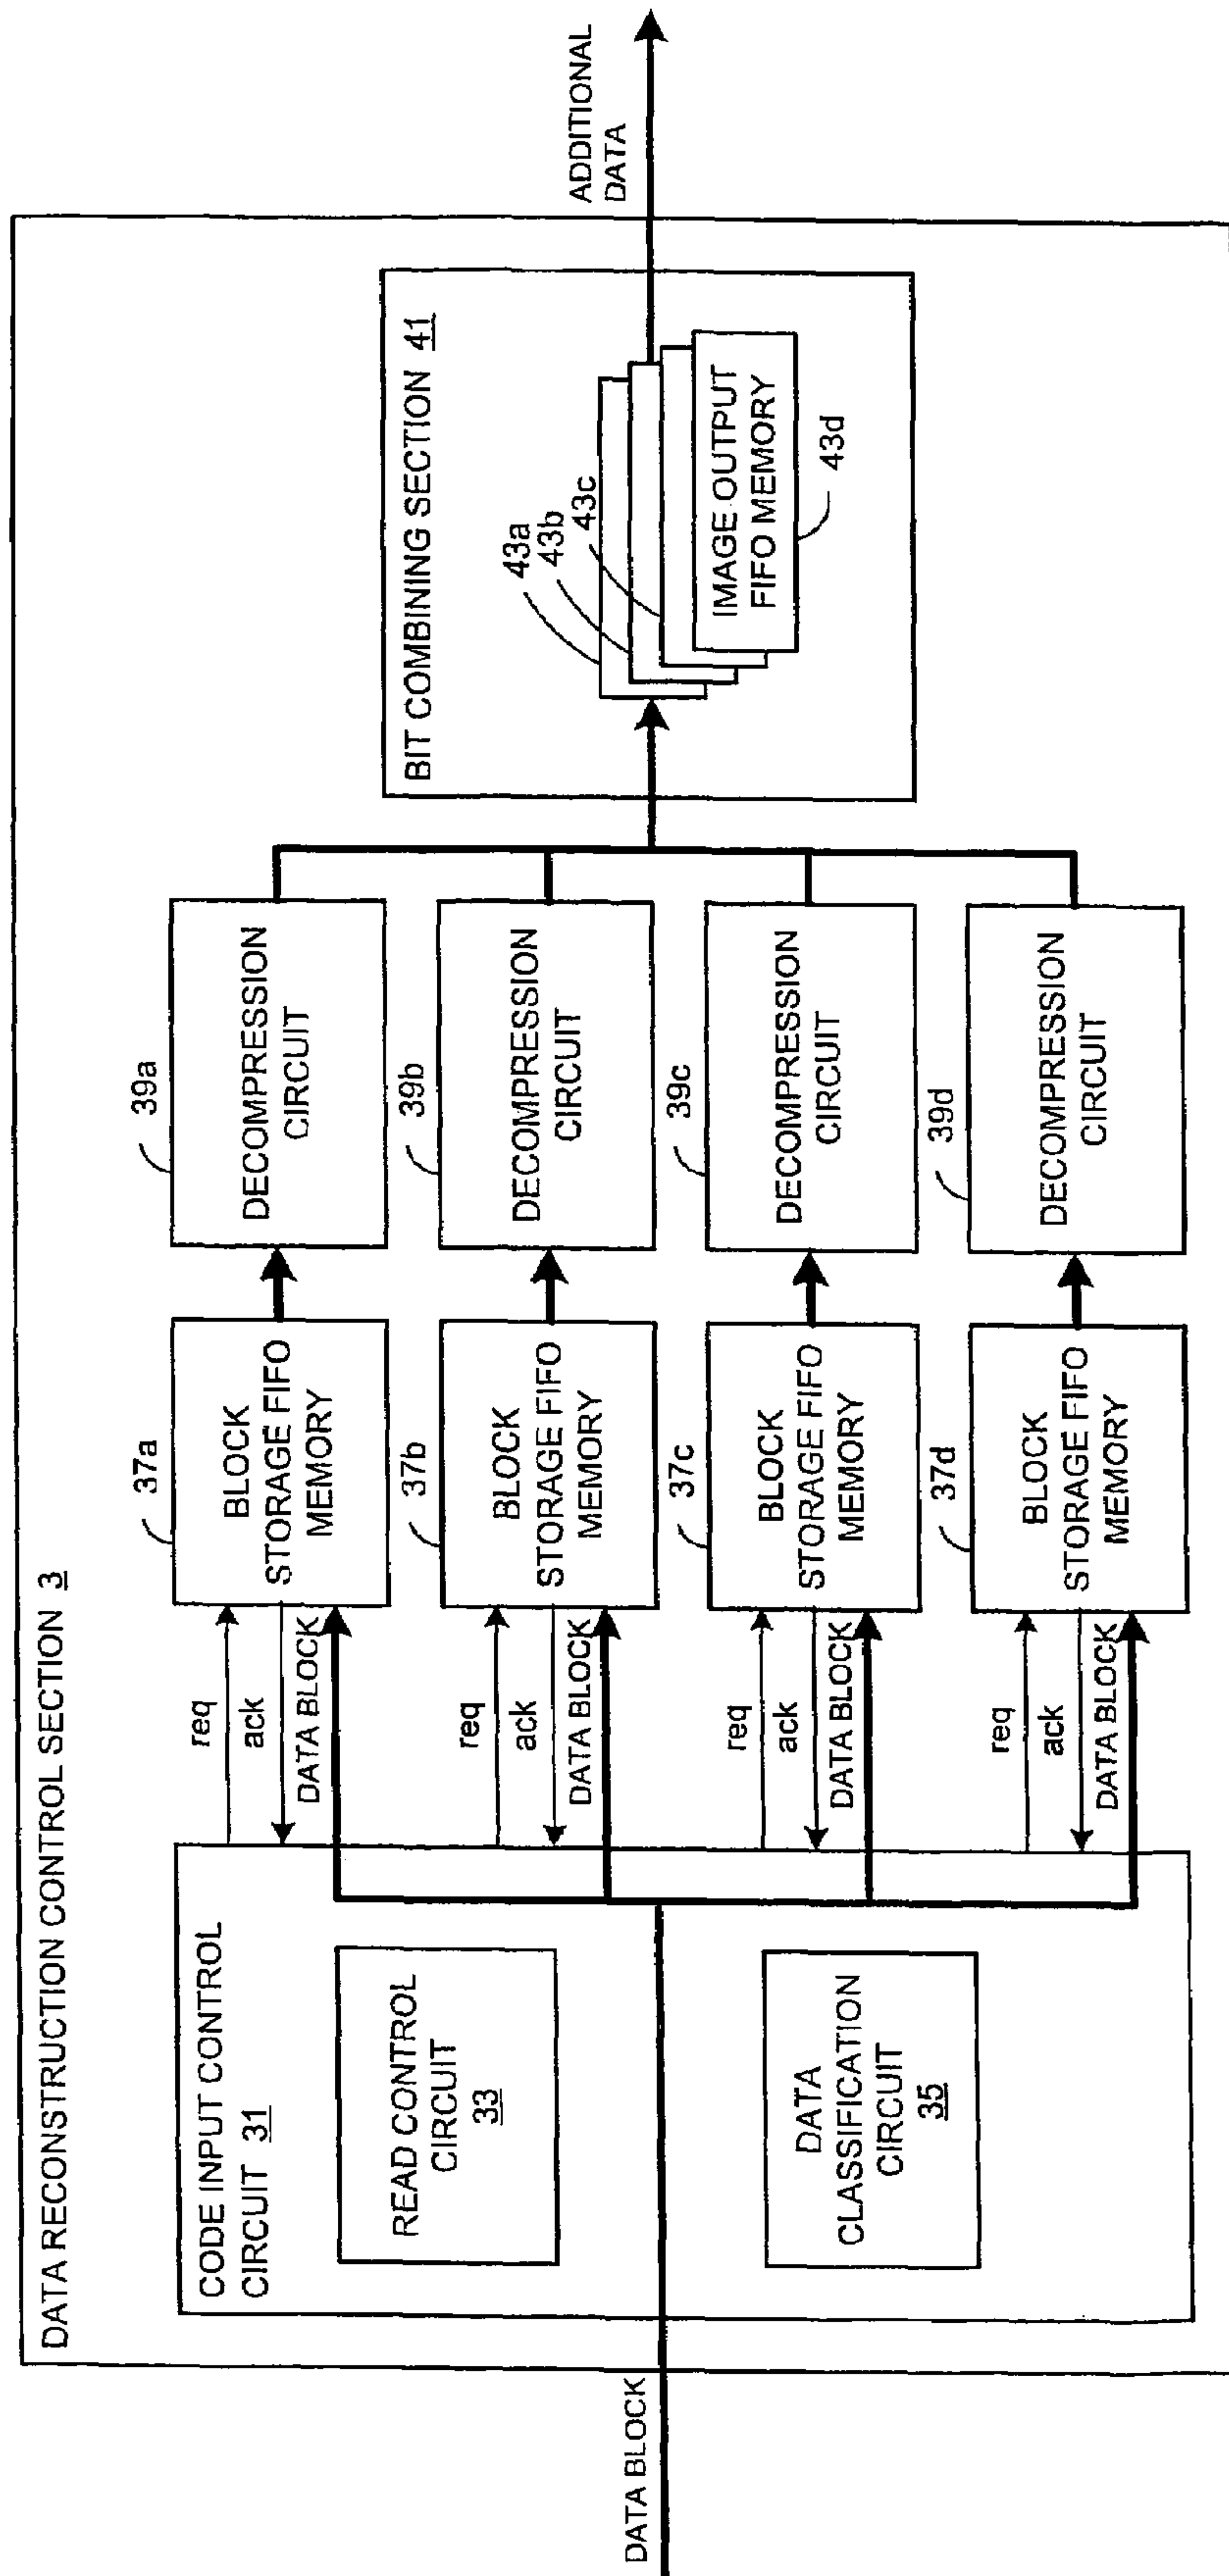 DATA RECONSTRUCTION CONTROL SECTION 3
DATA BLOCK
CODE INPUT CONTROL
CIRCUIT 31
READ CONTROL
CIRCUIT
33
DATA
CLASSIFICATION
CIRCUIT
35
req
ack
DATA BLOCK
37a
BLOCK
STORAGE FIFO
MEMORY
39a
DECOMPRESSION
CIRCUIT
req
ack
DATA BLOCK
37b
BLOCK
STORAGE FIFO
MEMORY
39b
DECOMPRESSION
CIRCUIT
req
ack
DATA BLOCK
37c
BLOCK
STORAGE FIFO
MEMORY
39c
DECOMPRESSION
CIRCUIT
req
ack
DATA BLOCK
37d
BLOCK
STORAGE FIFO
MEMORY
39d
DECOMPRESSION
CIRCUIT
BIT COMBINING SECTION 41
43a
43b
43c
IMAGE OUTPUT
FIFO MEMORY
43d
ADDITIONAL
DATA